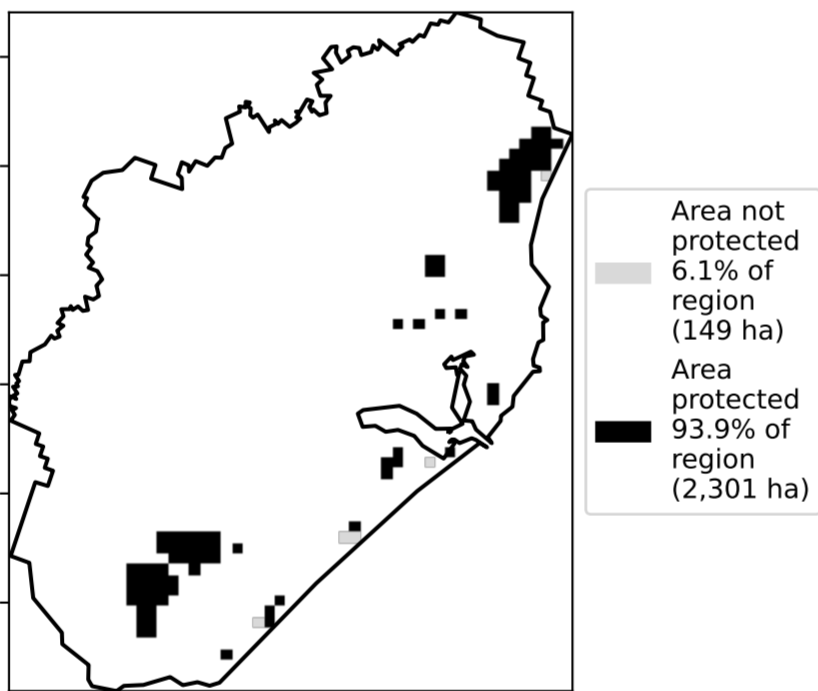 Area not
protected
6.1% of
region
(149 ha)
Area
protected
93.9% of
region
(2,301 ha)